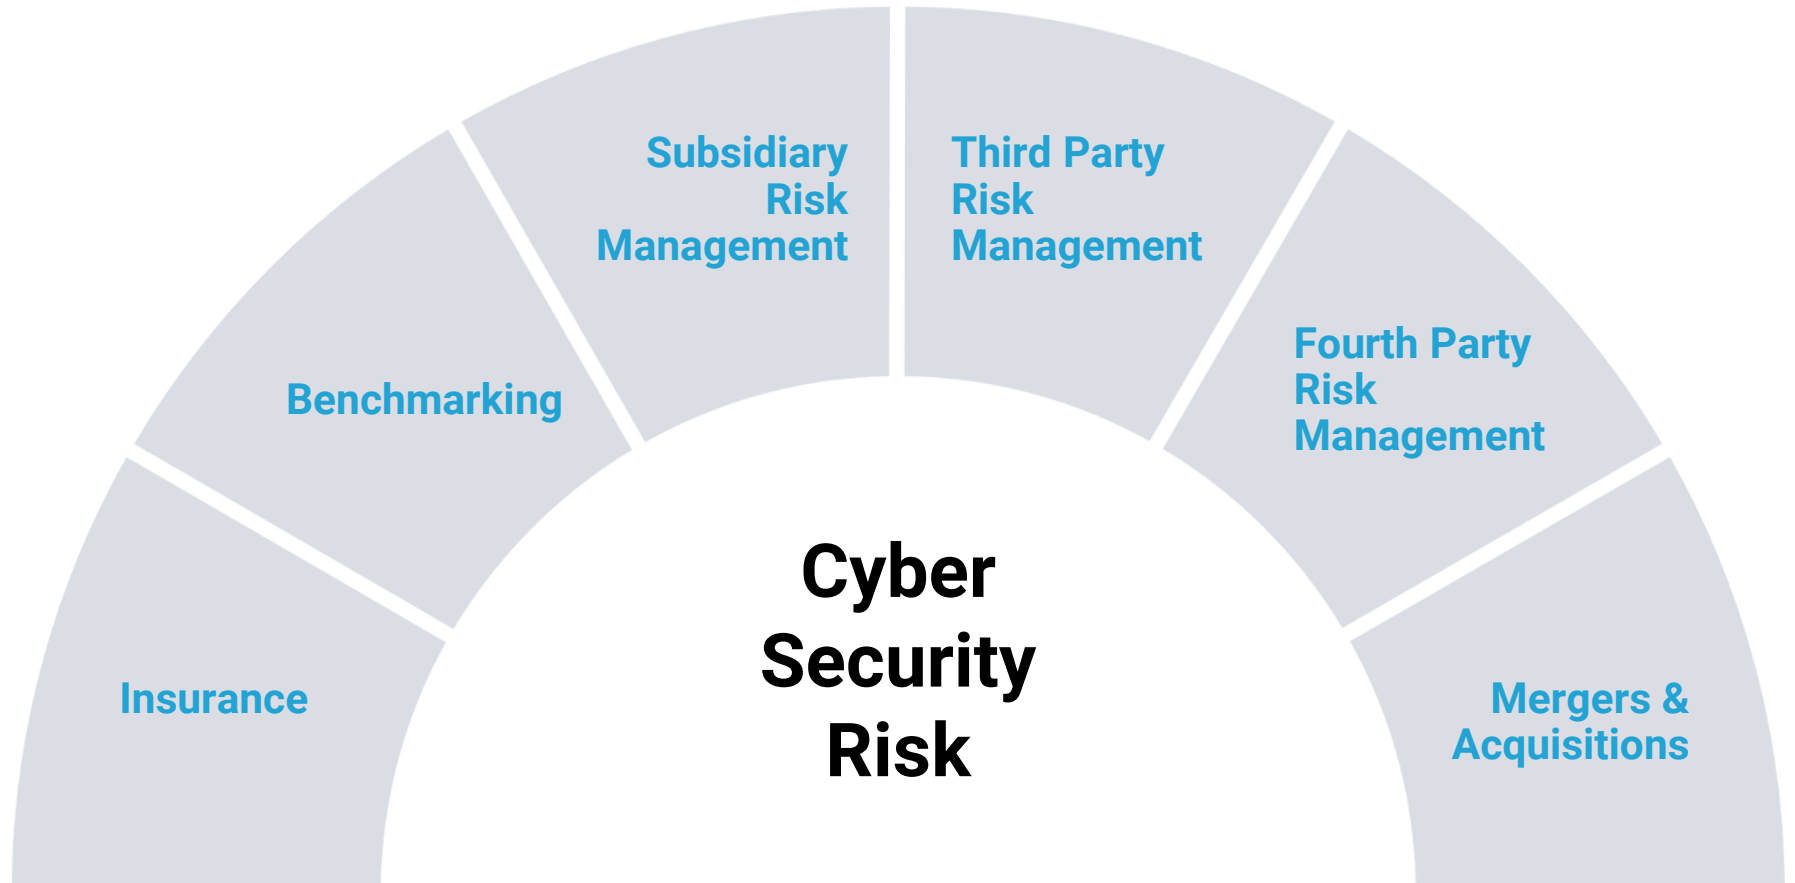 Subsidiary
Risk
Management
Third Party
Risk
Management
Fourth Party
Risk
Management
Benchmarking
Cyber
Security
Risk
Insurance
Mergers &
Acquisitions